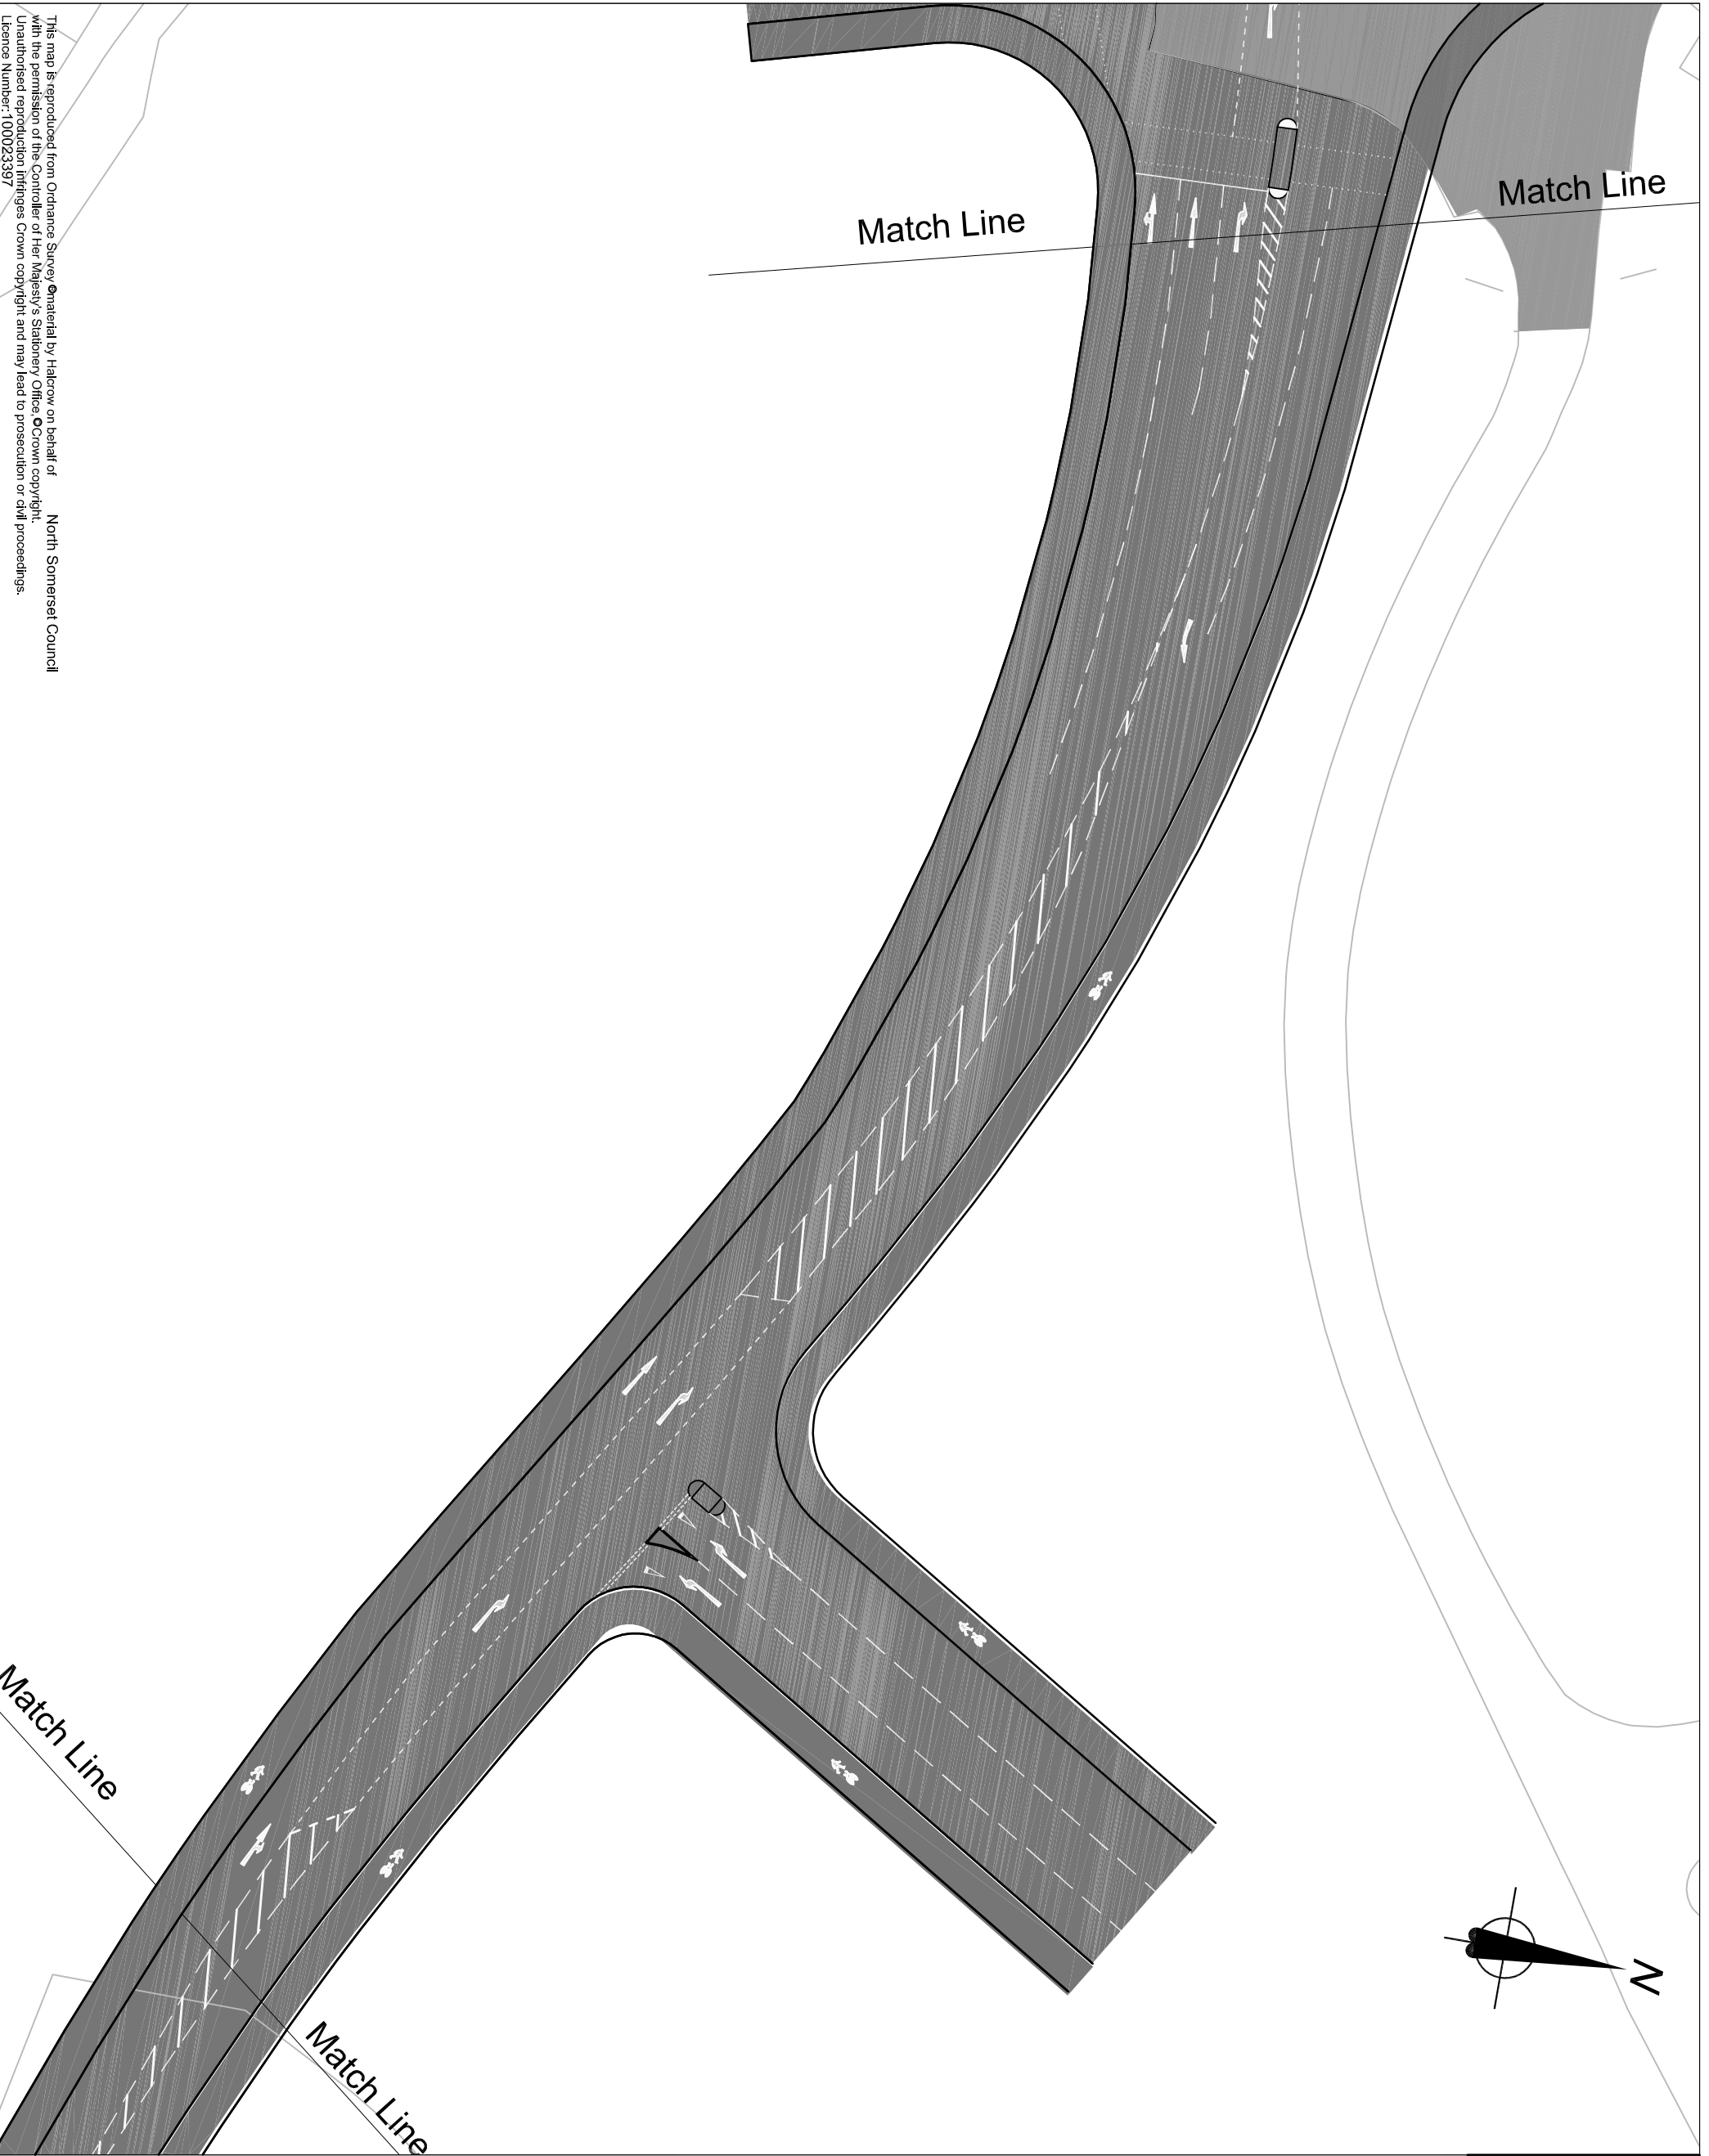 This map is reproduced from Ordnance Survey © material by Halcrow on behalf of North Somerset Council
with the permission of the Controller of Her Majesty's Stationery Office, © Crown copyright.
Unauthorised reproduction infringes Crown copyright and may lead to prosecution or civil proceedings.
Licence Number: 100023397
Match Line
Match Line
Match Line
Match Line
N